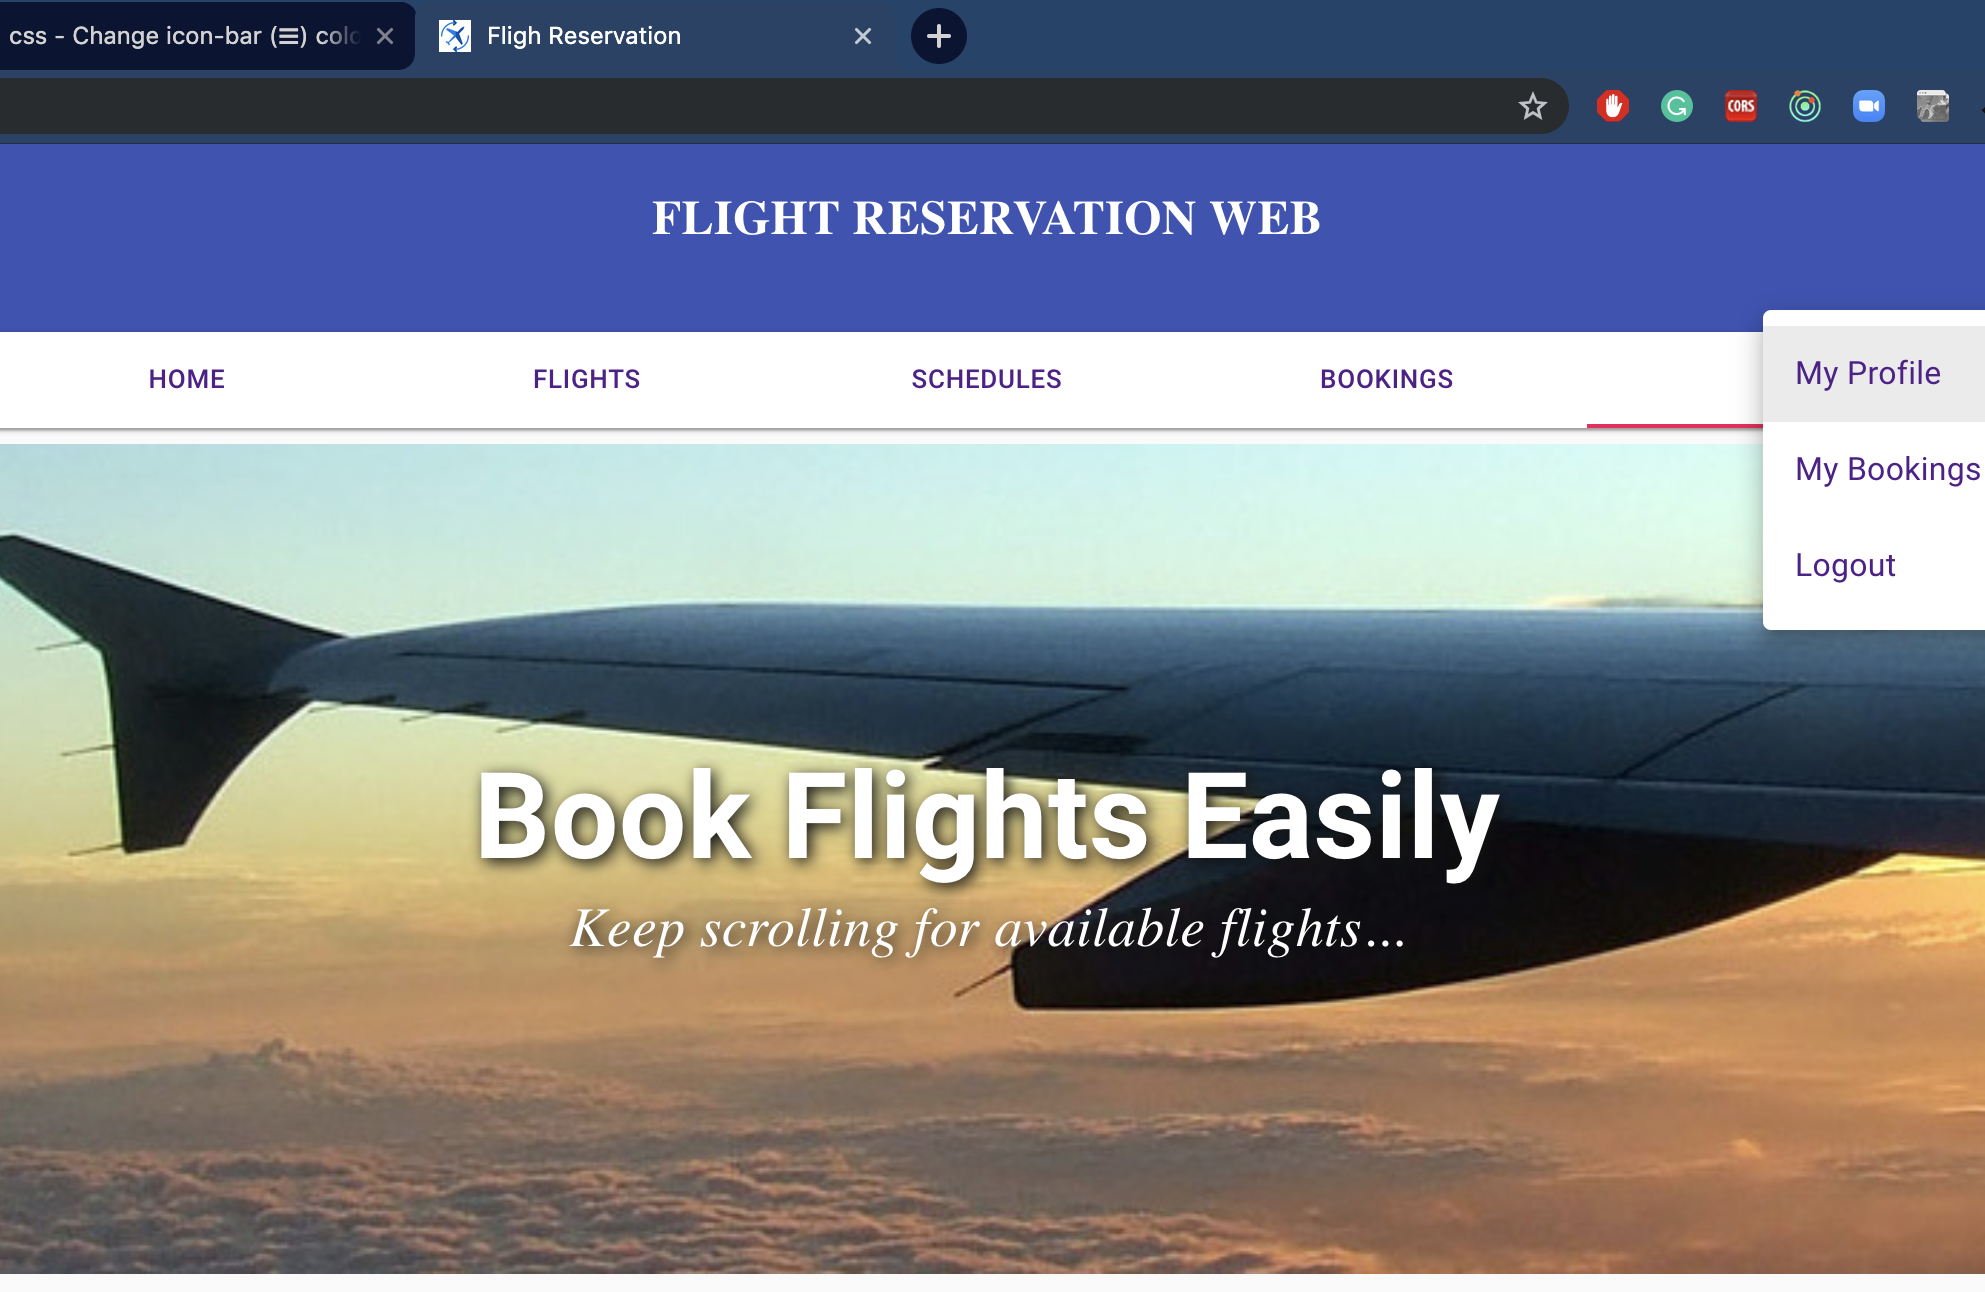 css - Change icon-bar (☰) colo
Fligh Reservation
CORS
FLIGHT RESERVATION WEB
HOME
FLIGHTS
SCHEDULES
BOOKINGS
My Profile
My Bookings
Logout
Book Flights Easily
Keep scrolling for available flights...